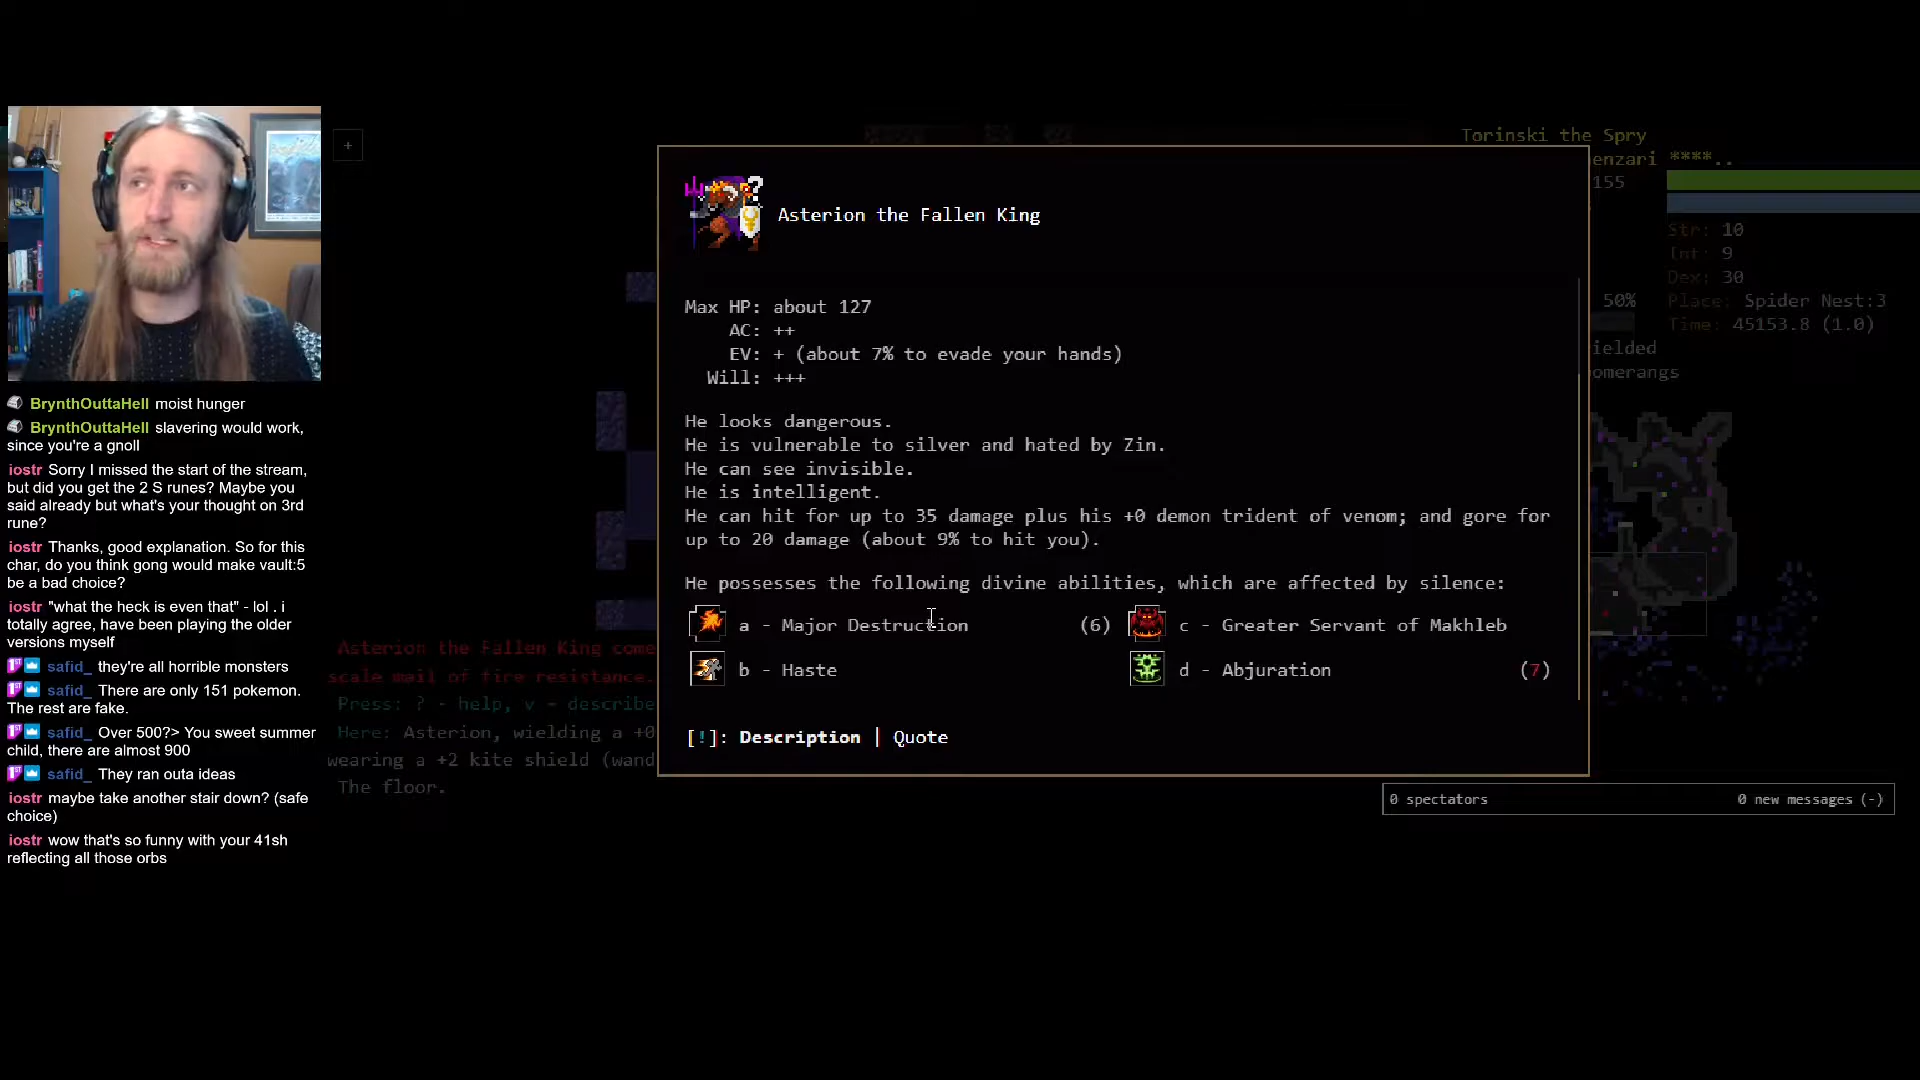 BrynthOuttaHell moist hunger
BrynthOuttaHell slavering would work,
since you're a gnoll
iostr Sorry I missed the start of the stream,
but did you get the 2 S runes? Maybe you
said already but what's your thought on 3rd
rune?
iostr Thanks, good explanation. So for this
char, do you think gong would make vault:5
be a bad choice?
iostr "what the heck is even that" - lol . i
totally agree, have been playing the older
versions myself
safid_ they're all horrible monsters
safid_ There are only 151 pokemon.
The rest are fake.
safid_ Over 500?> You sweet summer
child, there are almost 900
safid_ They ran outa ideas
iostr maybe take another stair down? (safe
choice)
iostr wow that's so funny with your 41sh
reflecting all those orbs
+
Asterion the Fallen King come
scale mail of fire resistance.
Press: ? - help, v - describe
Here: Asterion, wielding a +0
wearing a +2 kite shield (wand
The floor.
Asterion the Fallen King
Max HP: about 127
AC: ++
EV: + (about 7% to evade your hands)
Will: +++
He looks dangerous.
He is vulnerable to silver and hated by Zin.
He can see invisible.
He is intelligent.
He can hit for up to 35 damage plus his +0 demon trident of venom; and gore for
up to 20 damage (about 9% to hit you).
He possesses the following divine abilities, which are affected by silence:
a - Major Destruction (6) c - Greater Servant of Makhleb
b - Haste d - Abjuration (7)
[!]: Description | Quote
Torinski the Spry
enzari ****..
155
Str: 10
Int: 9
Dex: 30
50% Place: Spider Nest:3
Time: 45153.8 (1.0)
ielded
omerangs
0 spectators 0 new messages (-)